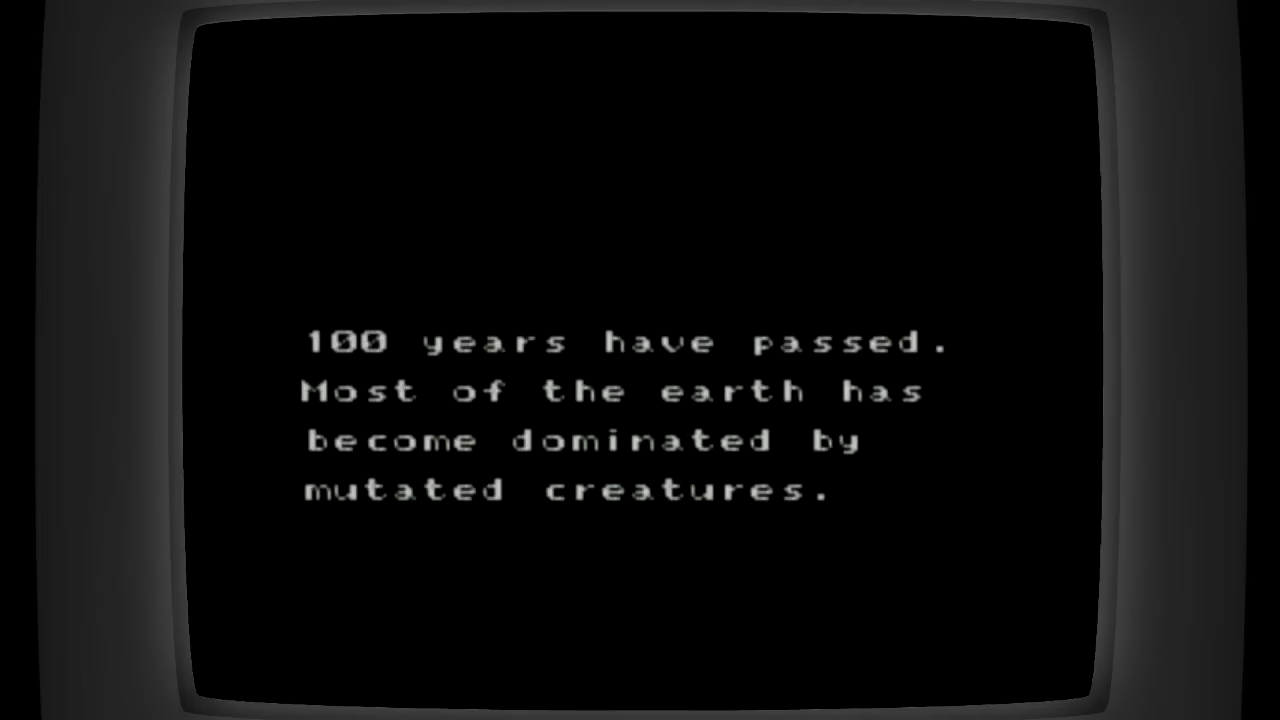 100 years have passed.
Most of the earth has
become dominated by
mutated creatures.